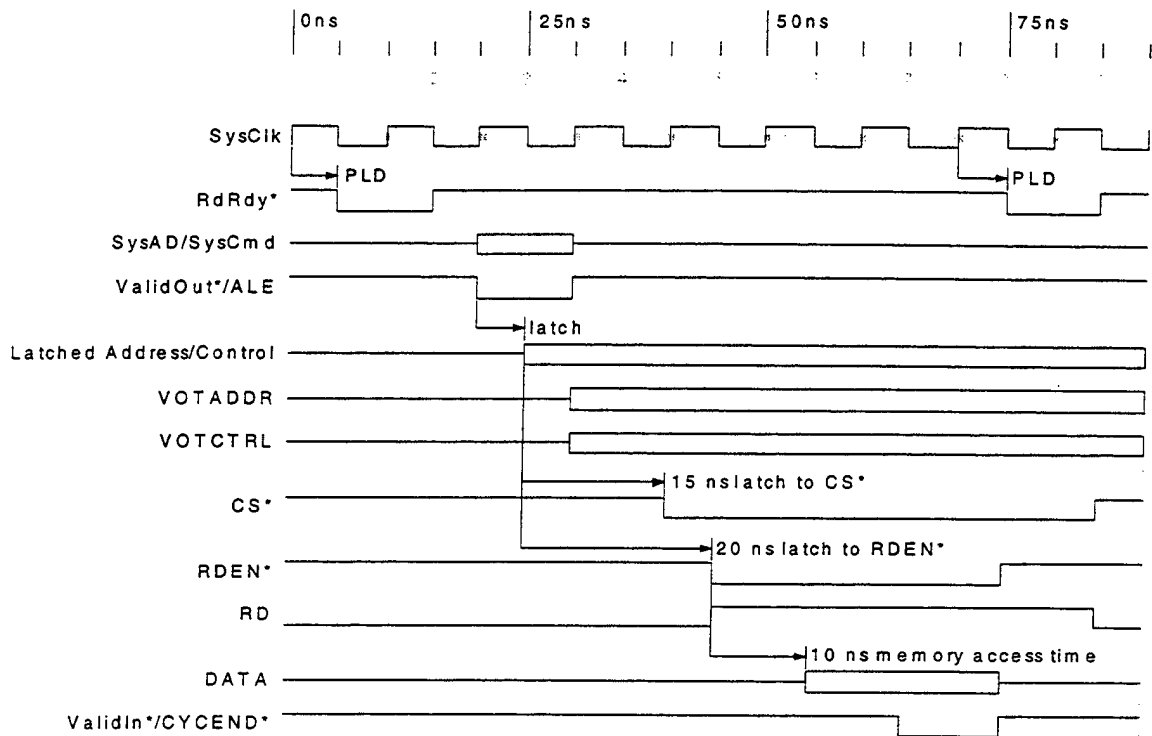 0ns 25ns 50ns 75ns
SysClk
PLD PLD
RdRdy*
SysAD/SysCmd
ValidOut*/ALE
latch
Latched Address/Control
VOTADDR
VOTCTRL
15 ns latch to CS*
CS*
20 ns latch to RDEN*
RDEN*
RD
10 ns memory access time
DATA
ValidIn*/CYCEND*